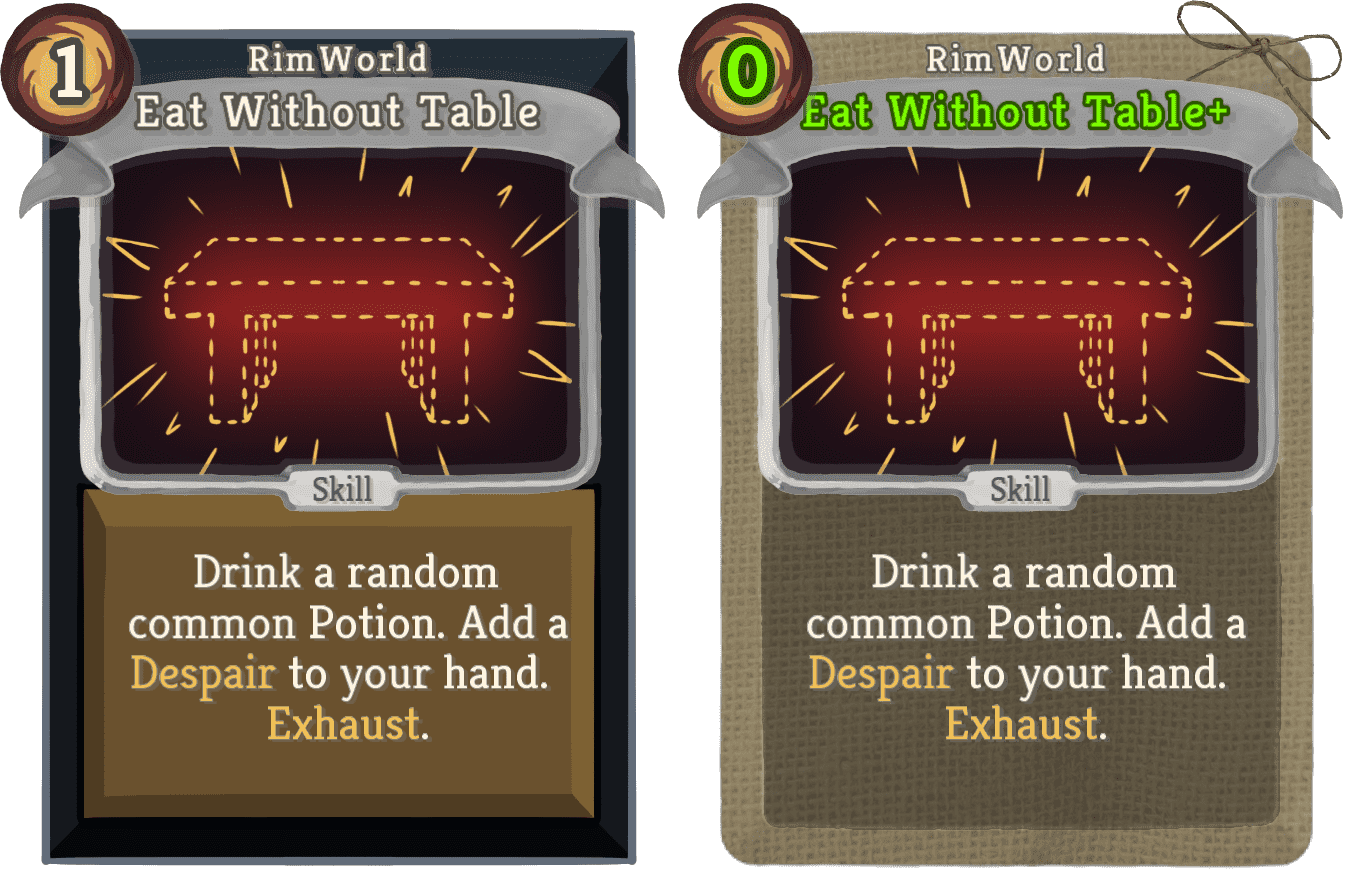 1
RimWorld
Eat Without Table
Skill
Drink a random
common Potion. Add a
Despair to your hand.
Exhaust.
0
RimWorld
Eat Without Table+
Skill
Drink a random
common Potion. Add a
Despair to your hand.
Exhaust.